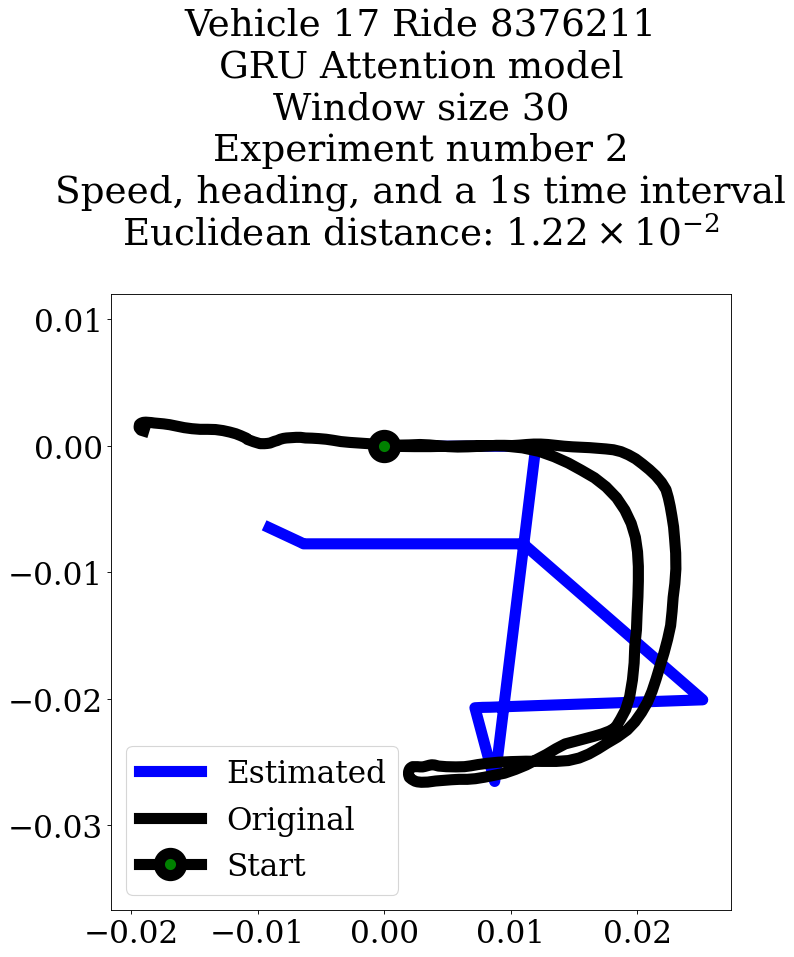 Vehicle 17 Ride 8376211
GRU Attention model
Window size 30
Experiment number 2
Speed, heading, and a 1s time interval
Euclidean distance: 1.22 × 10⁻²
0.01
0.00
−0.01
−0.02
−0.03
Estimated
Original
Start
−0.02 −0.01 0.00 0.01 0.02